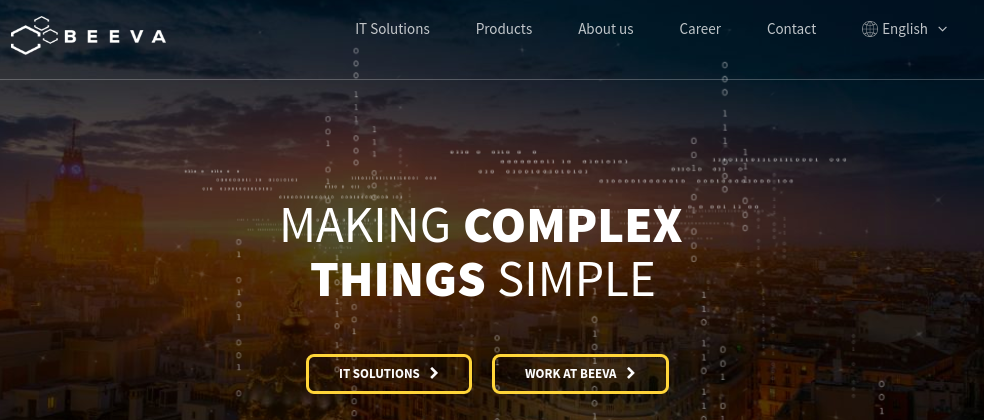 BEEVA
IT Solutions
Products
About us
Career
Contact
English
MAKING COMPLEX
THINGS SIMPLE
IT SOLUTIONS
WORK AT BEEVA